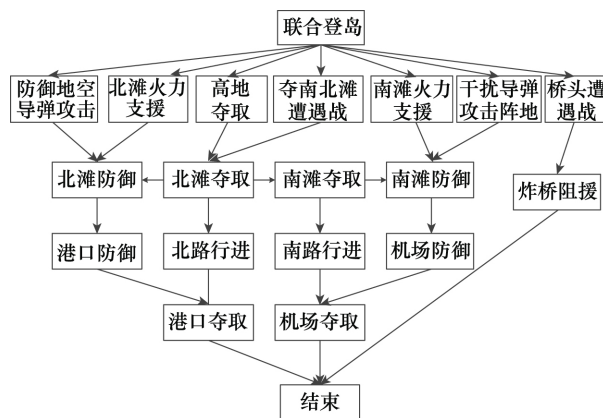 联合登岛
防御地空
导弹攻击
北滩火力
支援
高地
夺取
夺南北滩
遭遇战
南滩火力
支援
干扰导弹
攻击阵地
桥头遭
遇战
北滩防御
北滩夺取
南滩夺取
南滩防御
炸桥阻援
港口防御
北路行进
南路行进
机场防御
港口夺取
机场夺取
结束